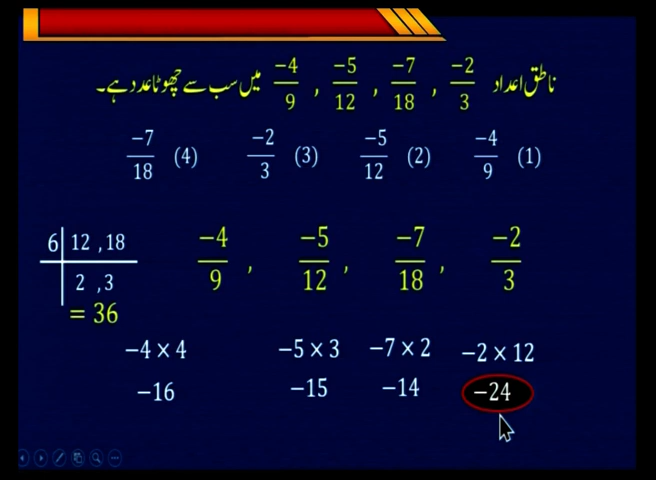 ناطق اعداد −2/3 , −7/18 , −5/12 , −4/9 میں سب سے چھوٹا عدد ہے۔
(1) −4/9 (2) −5/12 (3) −2/3 (4) −7/18
6 | 12 , 18
2 , 3
= 36
−4/9 , −5/12 , −7/18 , −2/3
−4 × 4 −5 × 3 −7 × 2 −2 × 12
−16 −15 −14 −24